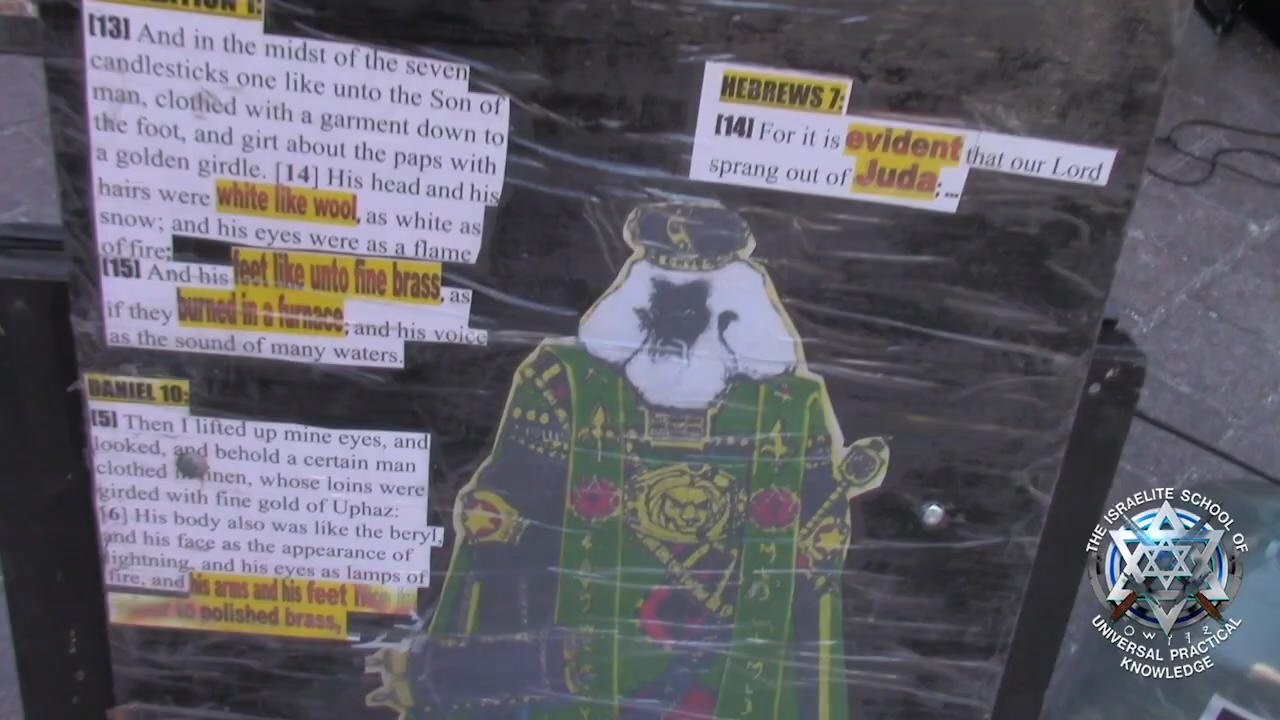 [13] And in the midst of the seven
candlesticks one like unto the Son of
man, clothed with a garment down to
the foot, and girt about the paps with
a golden girdle. [14] His head and his
hairs were white like wool, as white as
snow; and his eyes were as a flame
of fire;
[15] And his feet like unto fine brass, as
if they burned in a furnace; and his voice
as the sound of many waters.
DANIEL 10:
[5] Then I lifted up mine eyes, and
looked, and behold a certain man
clothed in linen, whose loins were
girded with fine gold of Uphaz:
[6] His body also was like the beryl,
and his face as the appearance of
lightning, and his eyes as lamps of
fire, and his arms and his feet like
to polished brass,
HEBREWS 7:
[14] For it is evident that our Lord
sprang out of Juda; ...
THE ISRAELITE SCHOOL OF
UNIVERSAL PRACTICAL
KNOWLEDGE